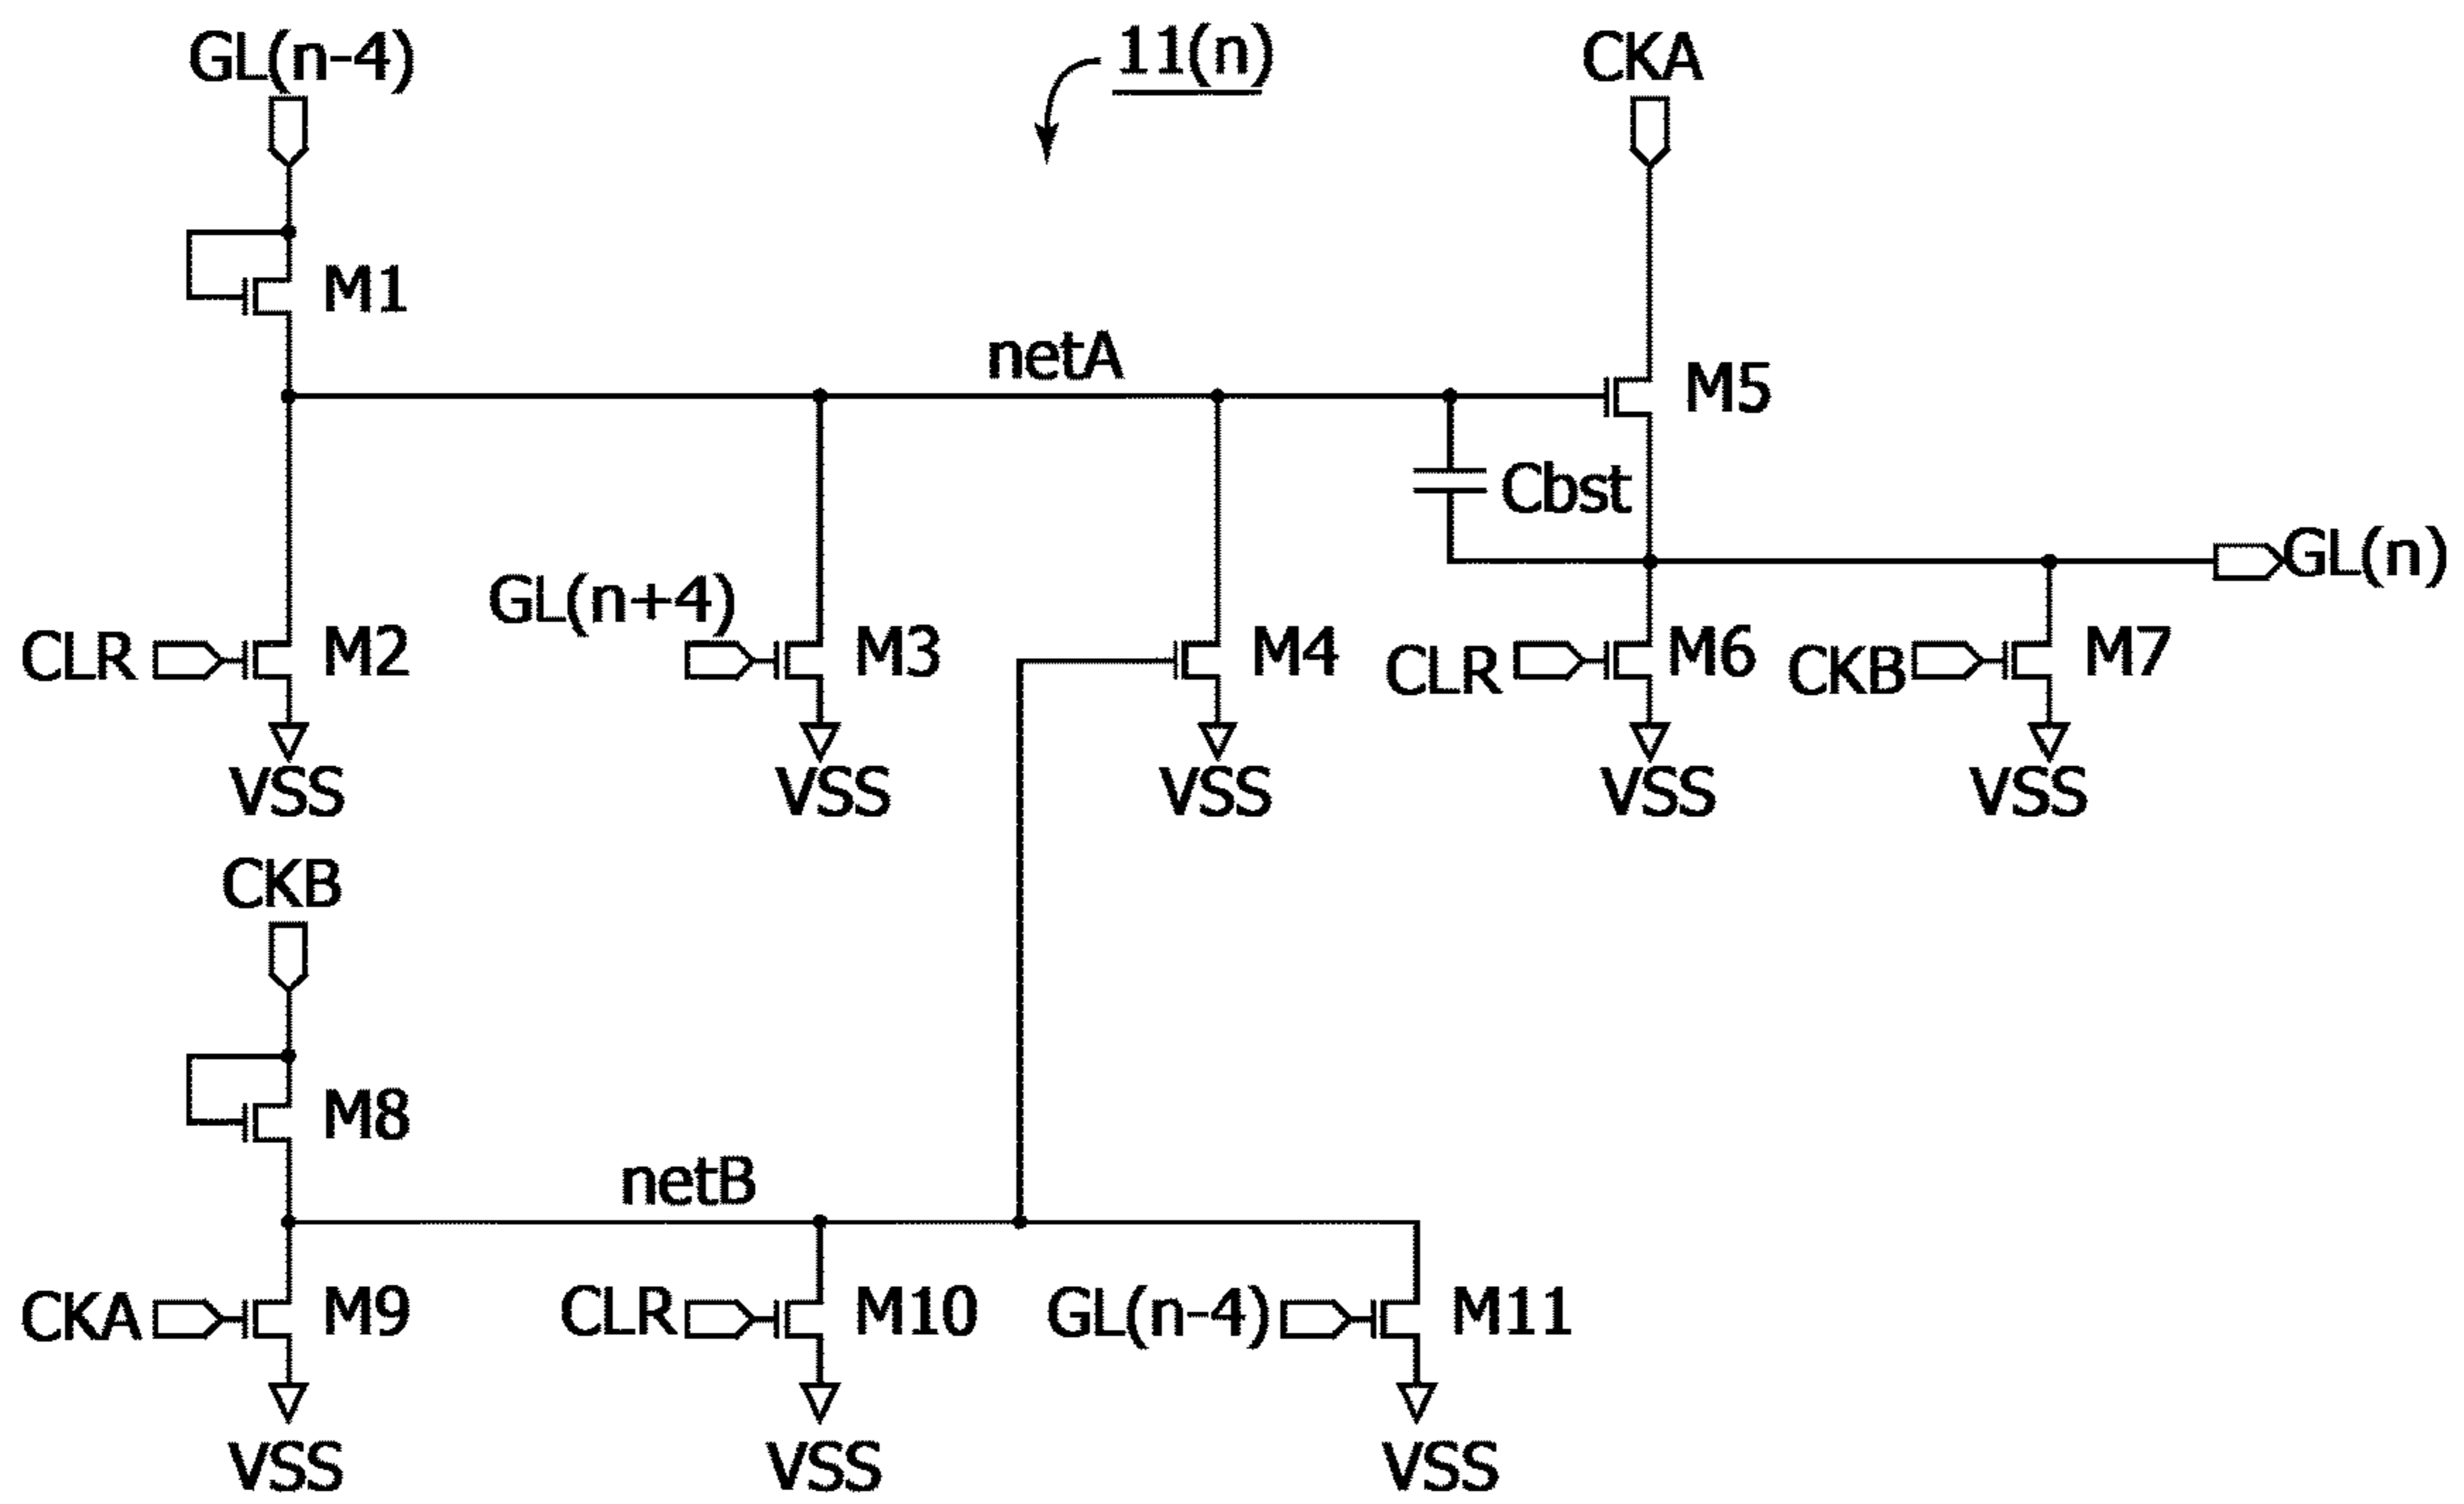 GL(n-4)
11(n)
CKA
M1
netA
M5
Cbst
GL(n)
GL(n+4)
CLR
M2
M3
M4
CLR
M6
CKB
M7
VSS
VSS
VSS
VSS
VSS
CKB
M8
netB
CKA
M9
CLR
M10
GL(n-4)
M11
VSS
VSS
VSS